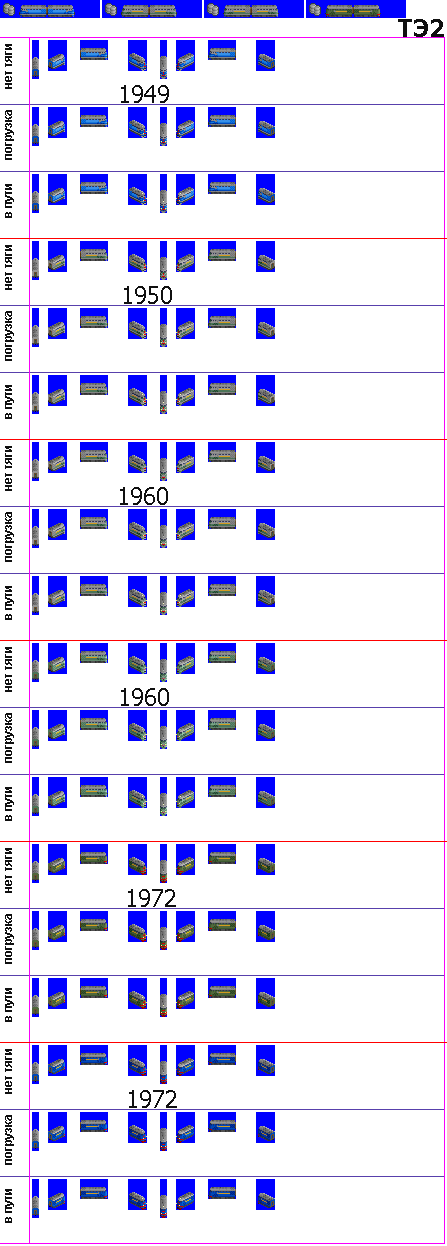 ТЭ2
нет тяги
1949
погрузка
в пути
нет тяги
1950
погрузка
в пути
нет тяги
1960
погрузка
в пути
нет тяги
1960
погрузка
в пути
нет тяги
1972
погрузка
в пути
нет тяги
1972
погрузка
в пути